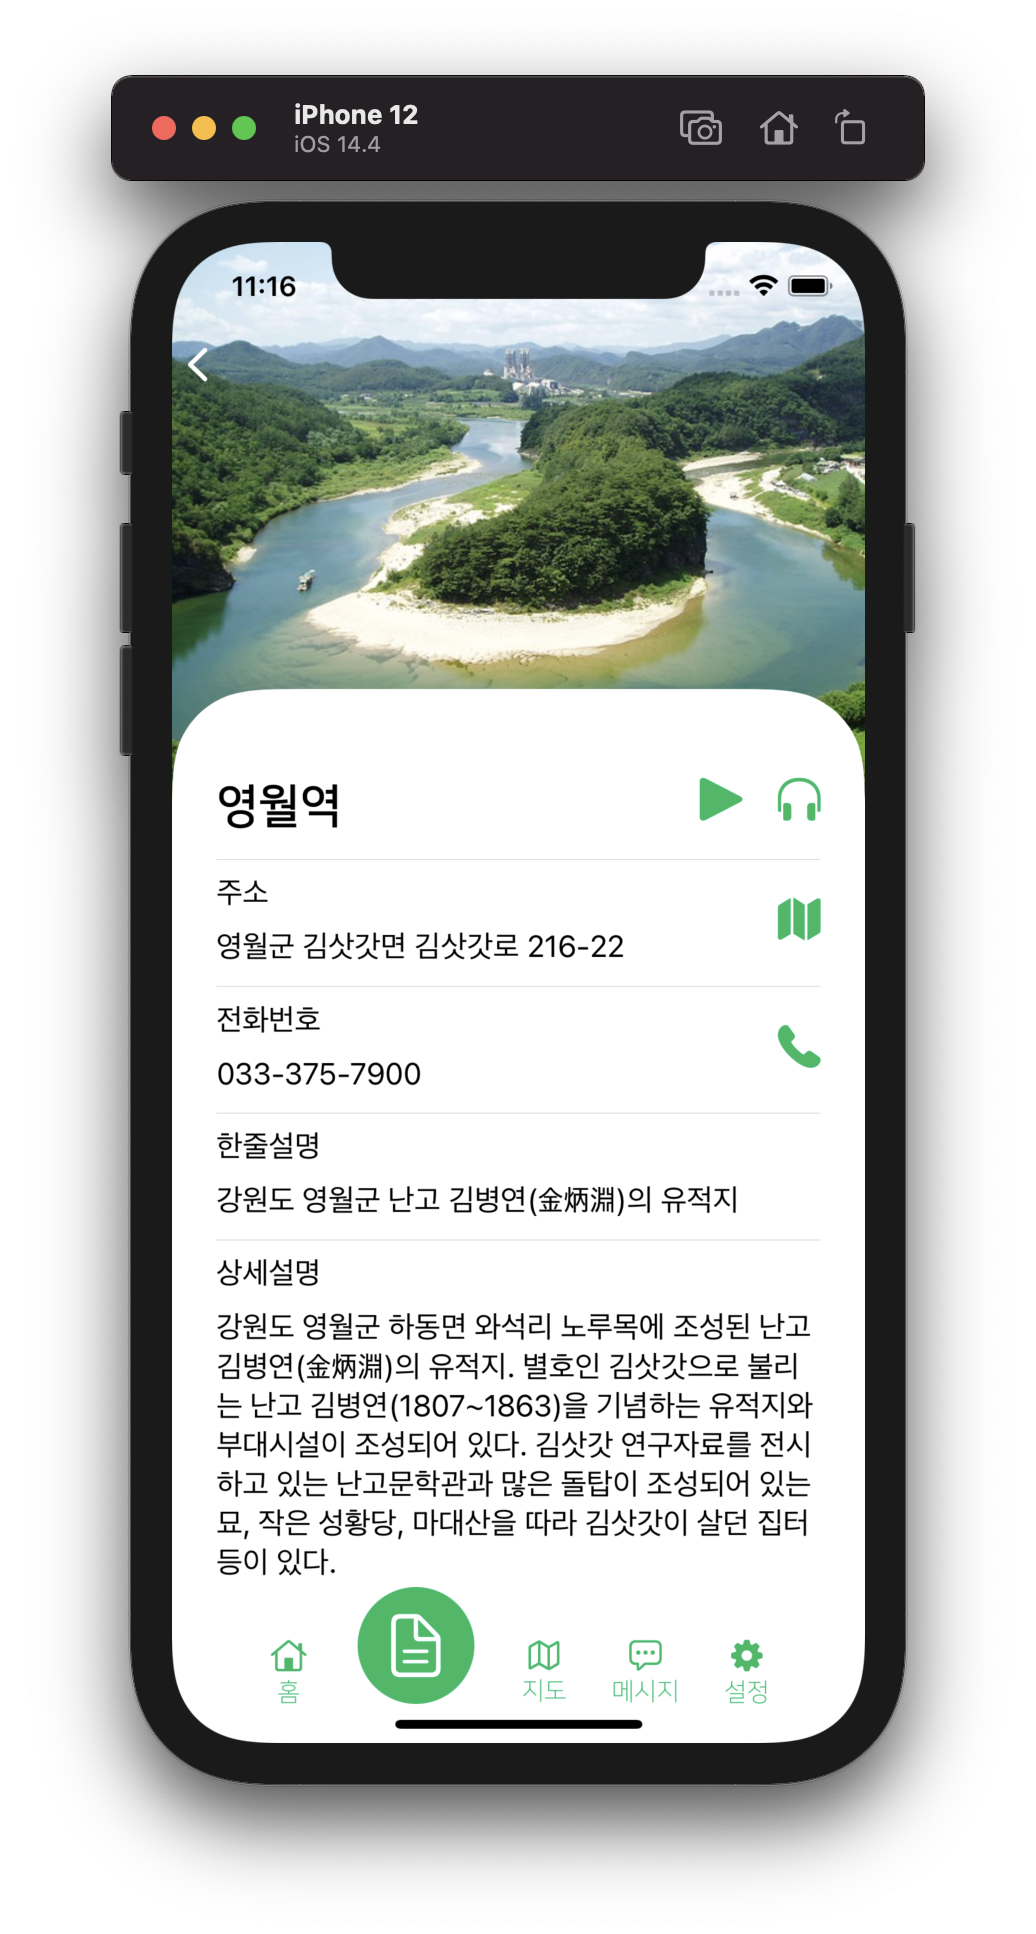 iPhone 12
iOS 14.4
11:16
영월역
주소
영월군 김삿갓면 김삿갓로 216-22
전화번호
033-375-7900
한줄설명
강원도 영월군 난고 김병연(金炳淵)의 유적지
상세설명
강원도 영월군 하동면 와석리 노루목에 조성된 난고
김병연(金炳淵)의 유적지. 별호인 김삿갓으로 불리
는 난고 김병연(1807~1863)을 기념하는 유적지와
부대시설이 조성되어 있다. 김삿갓 연구자료를 전시
하고 있는 난고문학관과 많은 돌탑이 조성되어 있는
묘, 작은 성황당, 마대산을 따라 김삿갓이 살던 집터
등이 있다.
홈 지도 메시지 설정